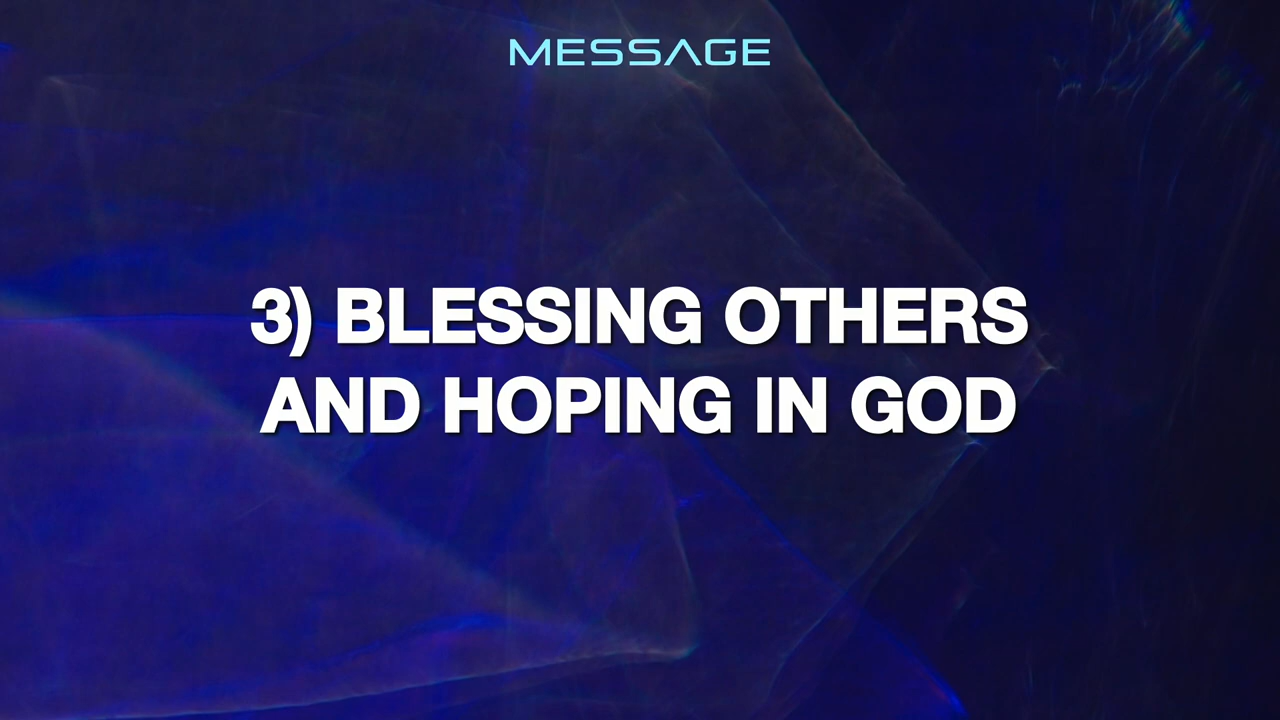 MESSAGE
3) BLESSING OTHERS
AND HOPING IN GOD